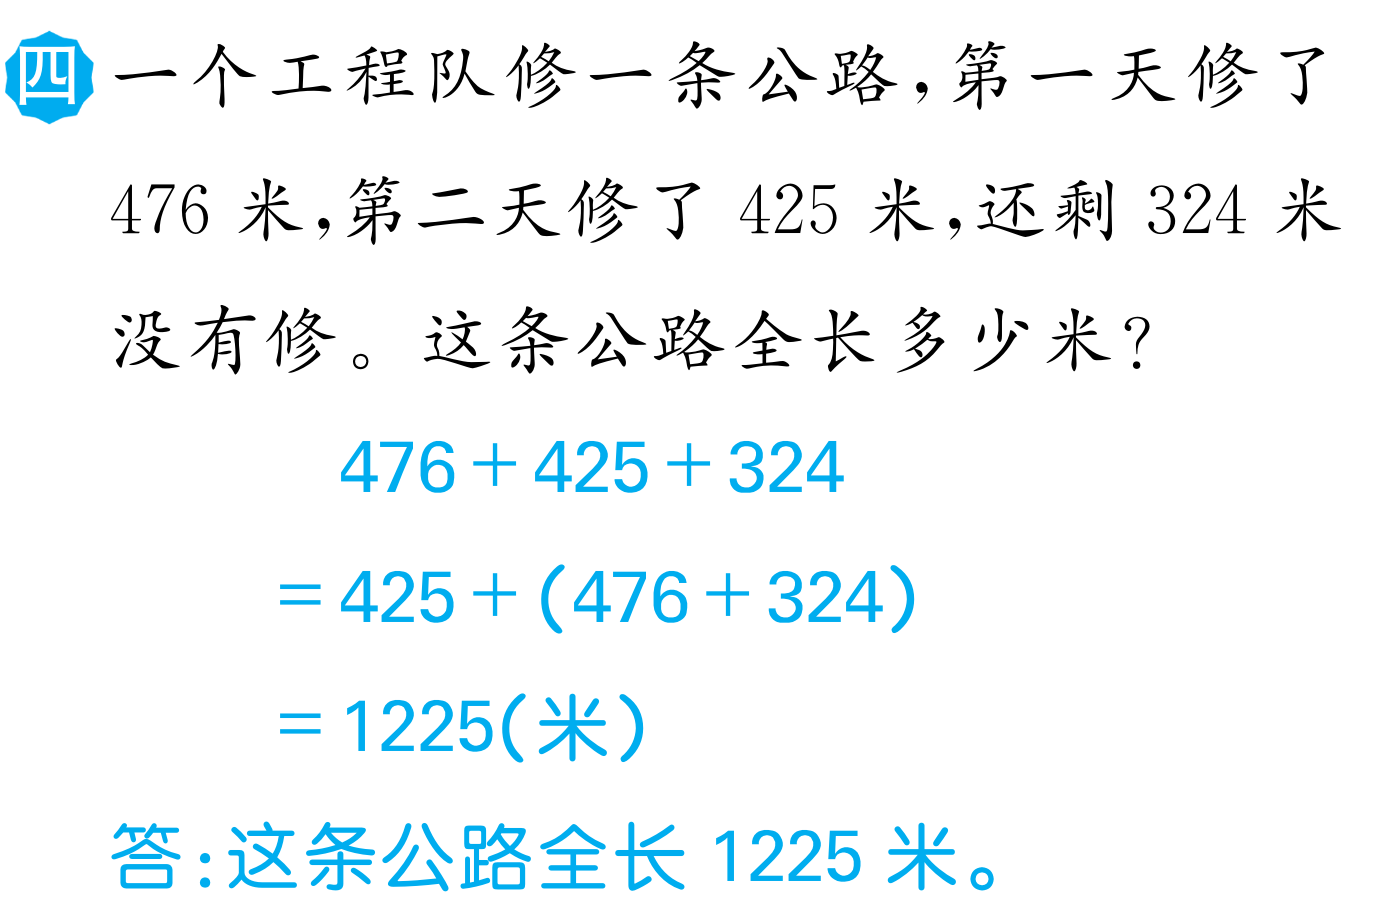 四 一个工程队修一条公路,第一天修了
476 米,第二天修了 425 米,还剩 324 米
没有修。这条公路全长多少米?
476+425+324
=425+(476+324)
=1225(米)
答:这条公路全长 1225 米。